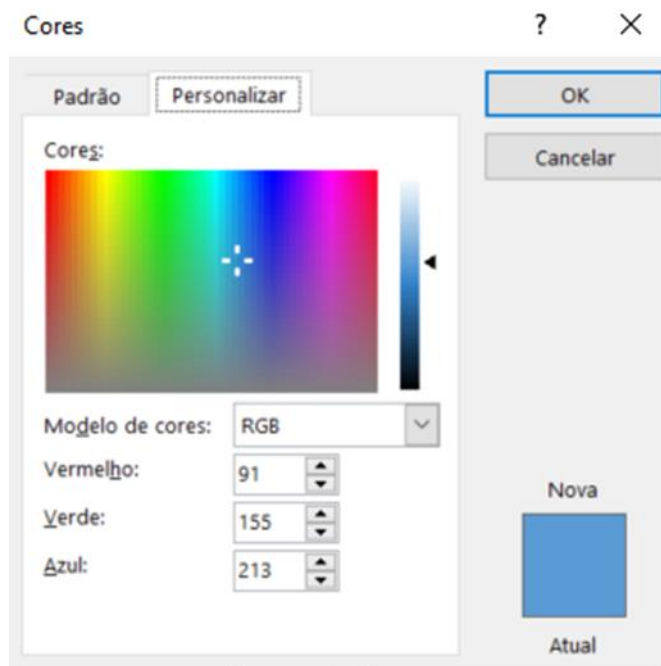 Cores ?
Padrão Personalizar OK
Cores: Cancelar
Modelo de cores: RGB
Vermelho: 91
Verde: 155
Azul: 213
Nova
Atual